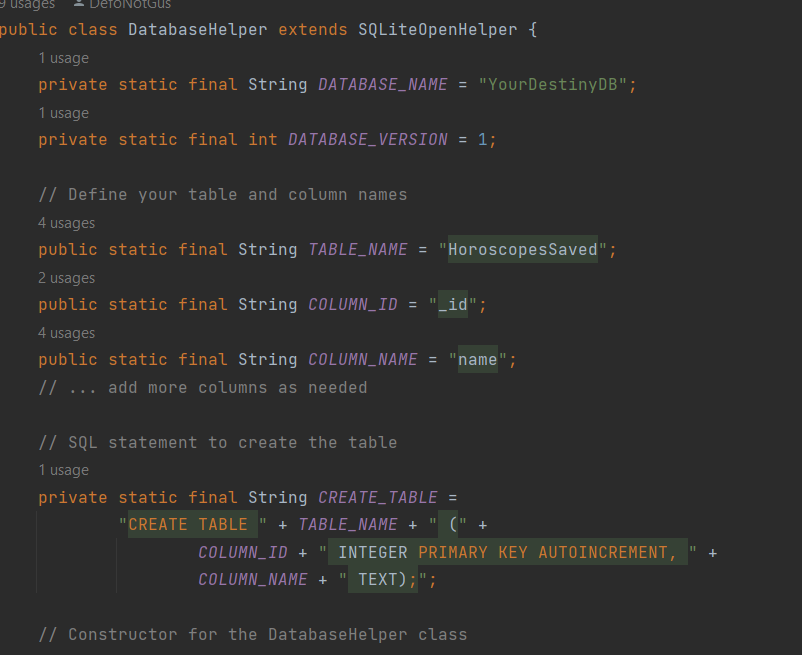 9 usages DefoNotGus
public class DatabaseHelper extends SQLiteOpenHelper {
1 usage
private static final String DATABASE_NAME = "YourDestinyDB";
1 usage
private static final int DATABASE_VERSION = 1;
// Define your table and column names
4 usages
public static final String TABLE_NAME = "HoroscopesSaved";
2 usages
public static final String COLUMN_ID = "_id";
4 usages
public static final String COLUMN_NAME = "name";
// ... add more columns as needed
// SQL statement to create the table
1 usage
private static final String CREATE_TABLE =
"CREATE TABLE " + TABLE_NAME + " (" +
COLUMN_ID + " INTEGER PRIMARY KEY AUTOINCREMENT, " +
COLUMN_NAME + " TEXT);";
// Constructor for the DatabaseHelper class